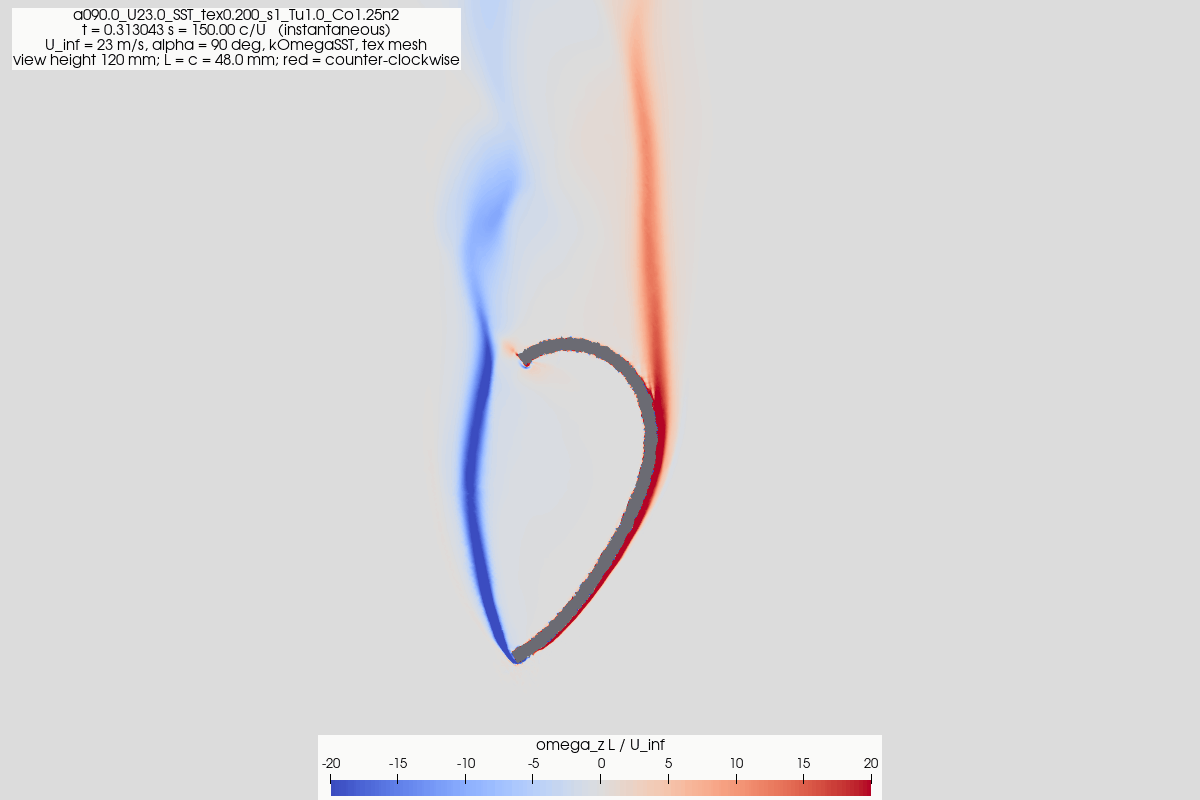 a090.0_U23.0_SST_tex0.200_s1_Tu1.0_Co1.25n2
t = 0.313043 s = 150.00 c/U (instantaneous)
U_inf = 23 m/s, alpha = 90 deg, kOmegaSST, tex mesh
view height 120 mm; L = c = 48.0 mm; red = counter-clockwise
omega_z L / U_inf
-20 -15 -10 -5 0 5 10 15 20